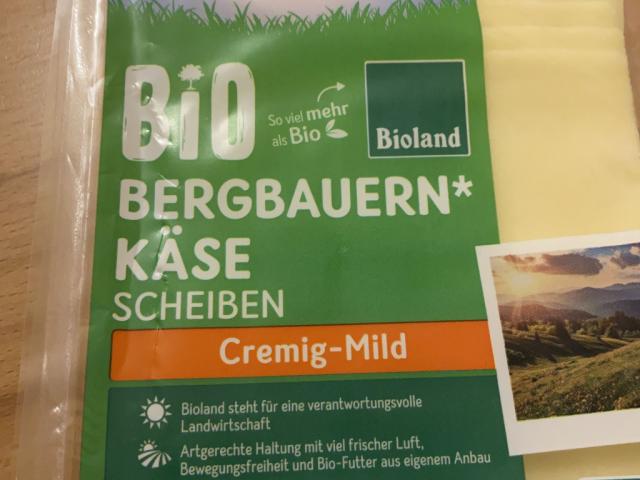 BiO
So viel mehr
als Bio
Bioland
BERGBAUERN*
KÄSE
SCHEIBEN
Cremig-Mild
Bioland steht für eine verantwortungsvolle
Landwirtschaft
Artgerechte Haltung mit viel frischer Luft,
Bewegungsfreiheit und Bio-Futter aus eigenem Anbau